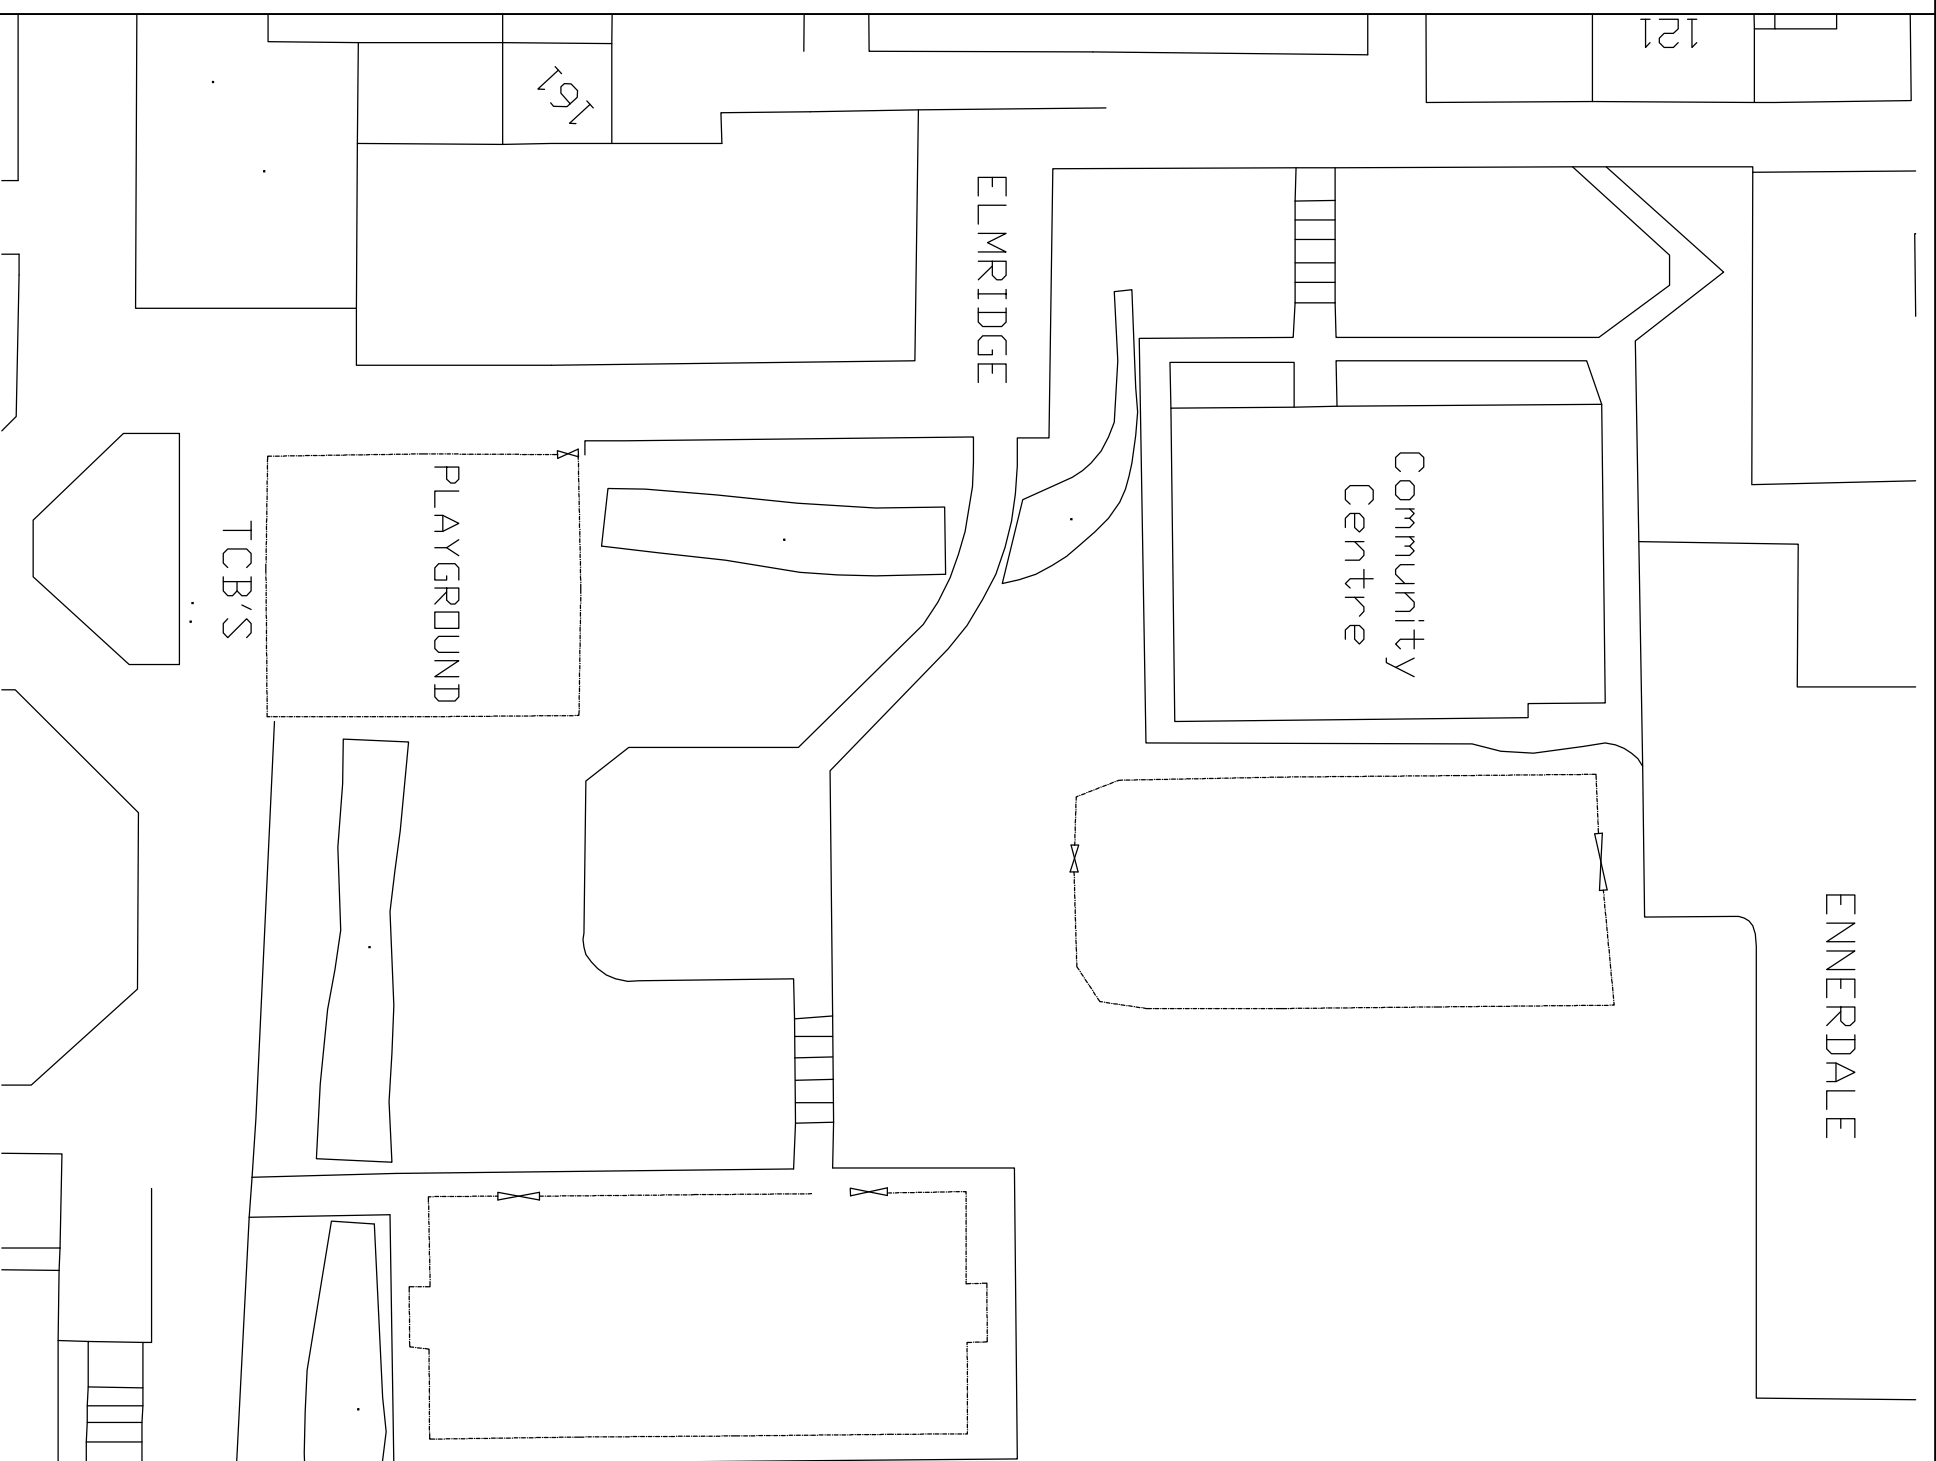 121
161
ELMRIDGE
Community
Centre
PLAYGROUND
TCB'S
ENNERDALE